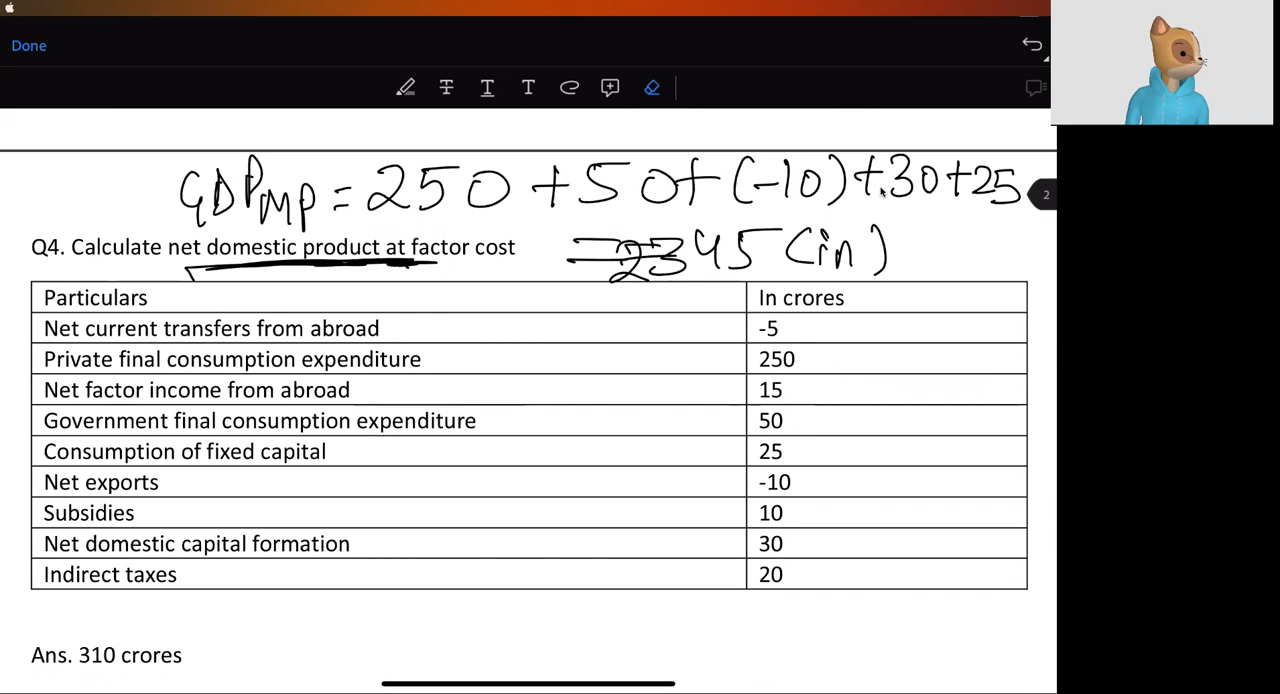 Done
T T T
GDPMP = 250 + 50 + (-10) + 30 + 25
2
Q4. Calculate net domestic product at factor cost
345 (in)
Particulars In crores
Net current transfers from abroad -5
Private final consumption expenditure 250
Net factor income from abroad 15
Government final consumption expenditure 50
Consumption of fixed capital 25
Net exports -10
Subsidies 10
Net domestic capital formation 30
Indirect taxes 20
Ans. 310 crores